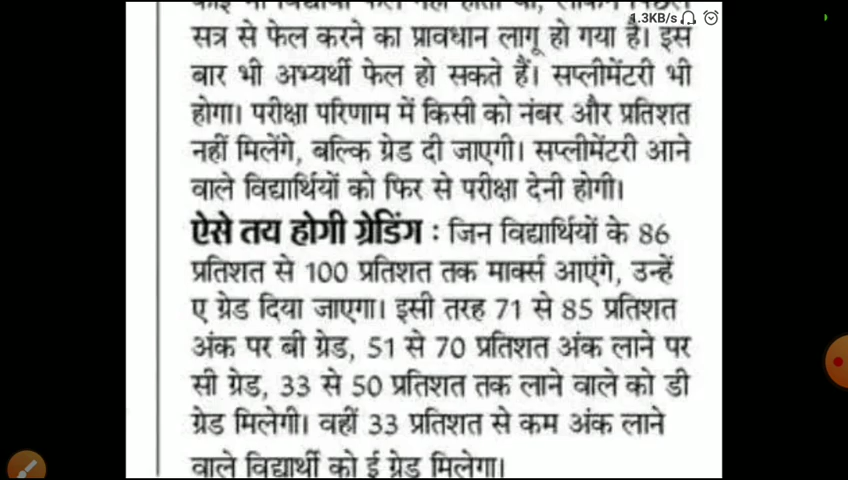 1.3KB/s
सत्र से फेल करने का प्रावधान लागू हो गया है। इस
बार भी अभ्यर्थी फेल हो सकते हैं। सप्लीमेंटरी भी
होगा। परीक्षा परिणाम में किसी को नंबर और प्रतिशत
नहीं मिलेंगे, बल्कि ग्रेड दी जाएगी। सप्लीमेंटरी आने
वाले विद्यार्थियों को फिर से परीक्षा देनी होगी।
ऐसे तय होगी ग्रेडिंग : जिन विद्यार्थियों के 86
प्रतिशत से 100 प्रतिशत तक मार्क्स आएंगे, उन्हें
ए ग्रेड दिया जाएगा। इसी तरह 71 से 85 प्रतिशत
अंक पर बी ग्रेड, 51 से 70 प्रतिशत अंक लाने पर
सी ग्रेड, 33 से 50 प्रतिशत तक लाने वाले को डी
ग्रेड मिलेगी। वहीं 33 प्रतिशत से कम अंक लाने
वाले विद्यार्थी को ई ग्रेड मिलेगा।